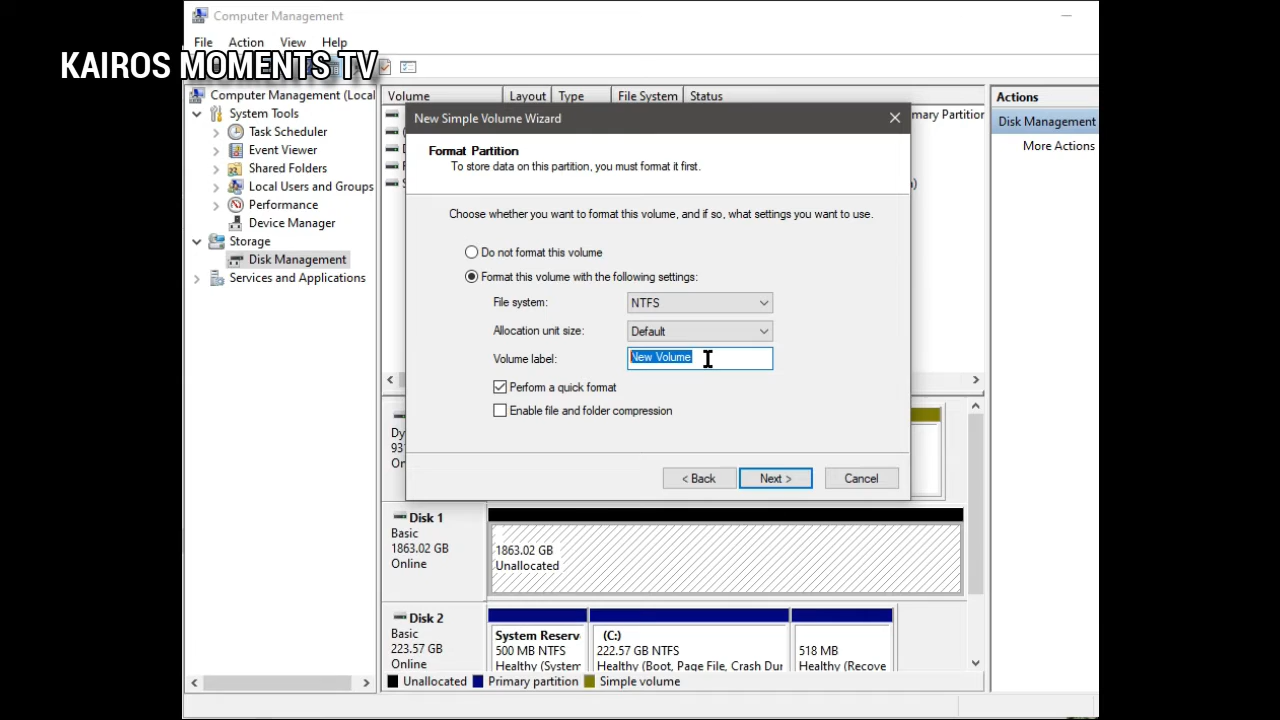 Computer Management
File Action View Help
KAIROS MOMENTS TV
Computer Management (Local
System Tools
Task Scheduler
Event Viewer
Shared Folders
Local Users and Groups
Performance
Device Manager
Storage
Disk Management
Services and Applications
Volume Layout Type File System Status
mary Partition
New Simple Volume Wizard
Format Partition
To store data on this partition, you must format it first.
Choose whether you want to format this volume, and if so, what settings you want to use.
Do not format this volume
Format this volume with the following settings:
File system: NTFS
Allocation unit size: Default
Volume label: New Volume
Perform a quick format
Enable file and folder compression
< Back Next > Cancel
Actions
Disk Management
More Actions
Dy
93
On
Disk 1
Basic
1863.02 GB
Online
1863.02 GB
Unallocated
Disk 2
Basic
223.57 GB
Online
System Reserv
500 MB NTFS
Healthy (System
(C:)
222.57 GB NTFS
Healthy (Boot, Page File, Crash Dur
518 MB
Healthy (Recove
Unallocated Primary partition Simple volume